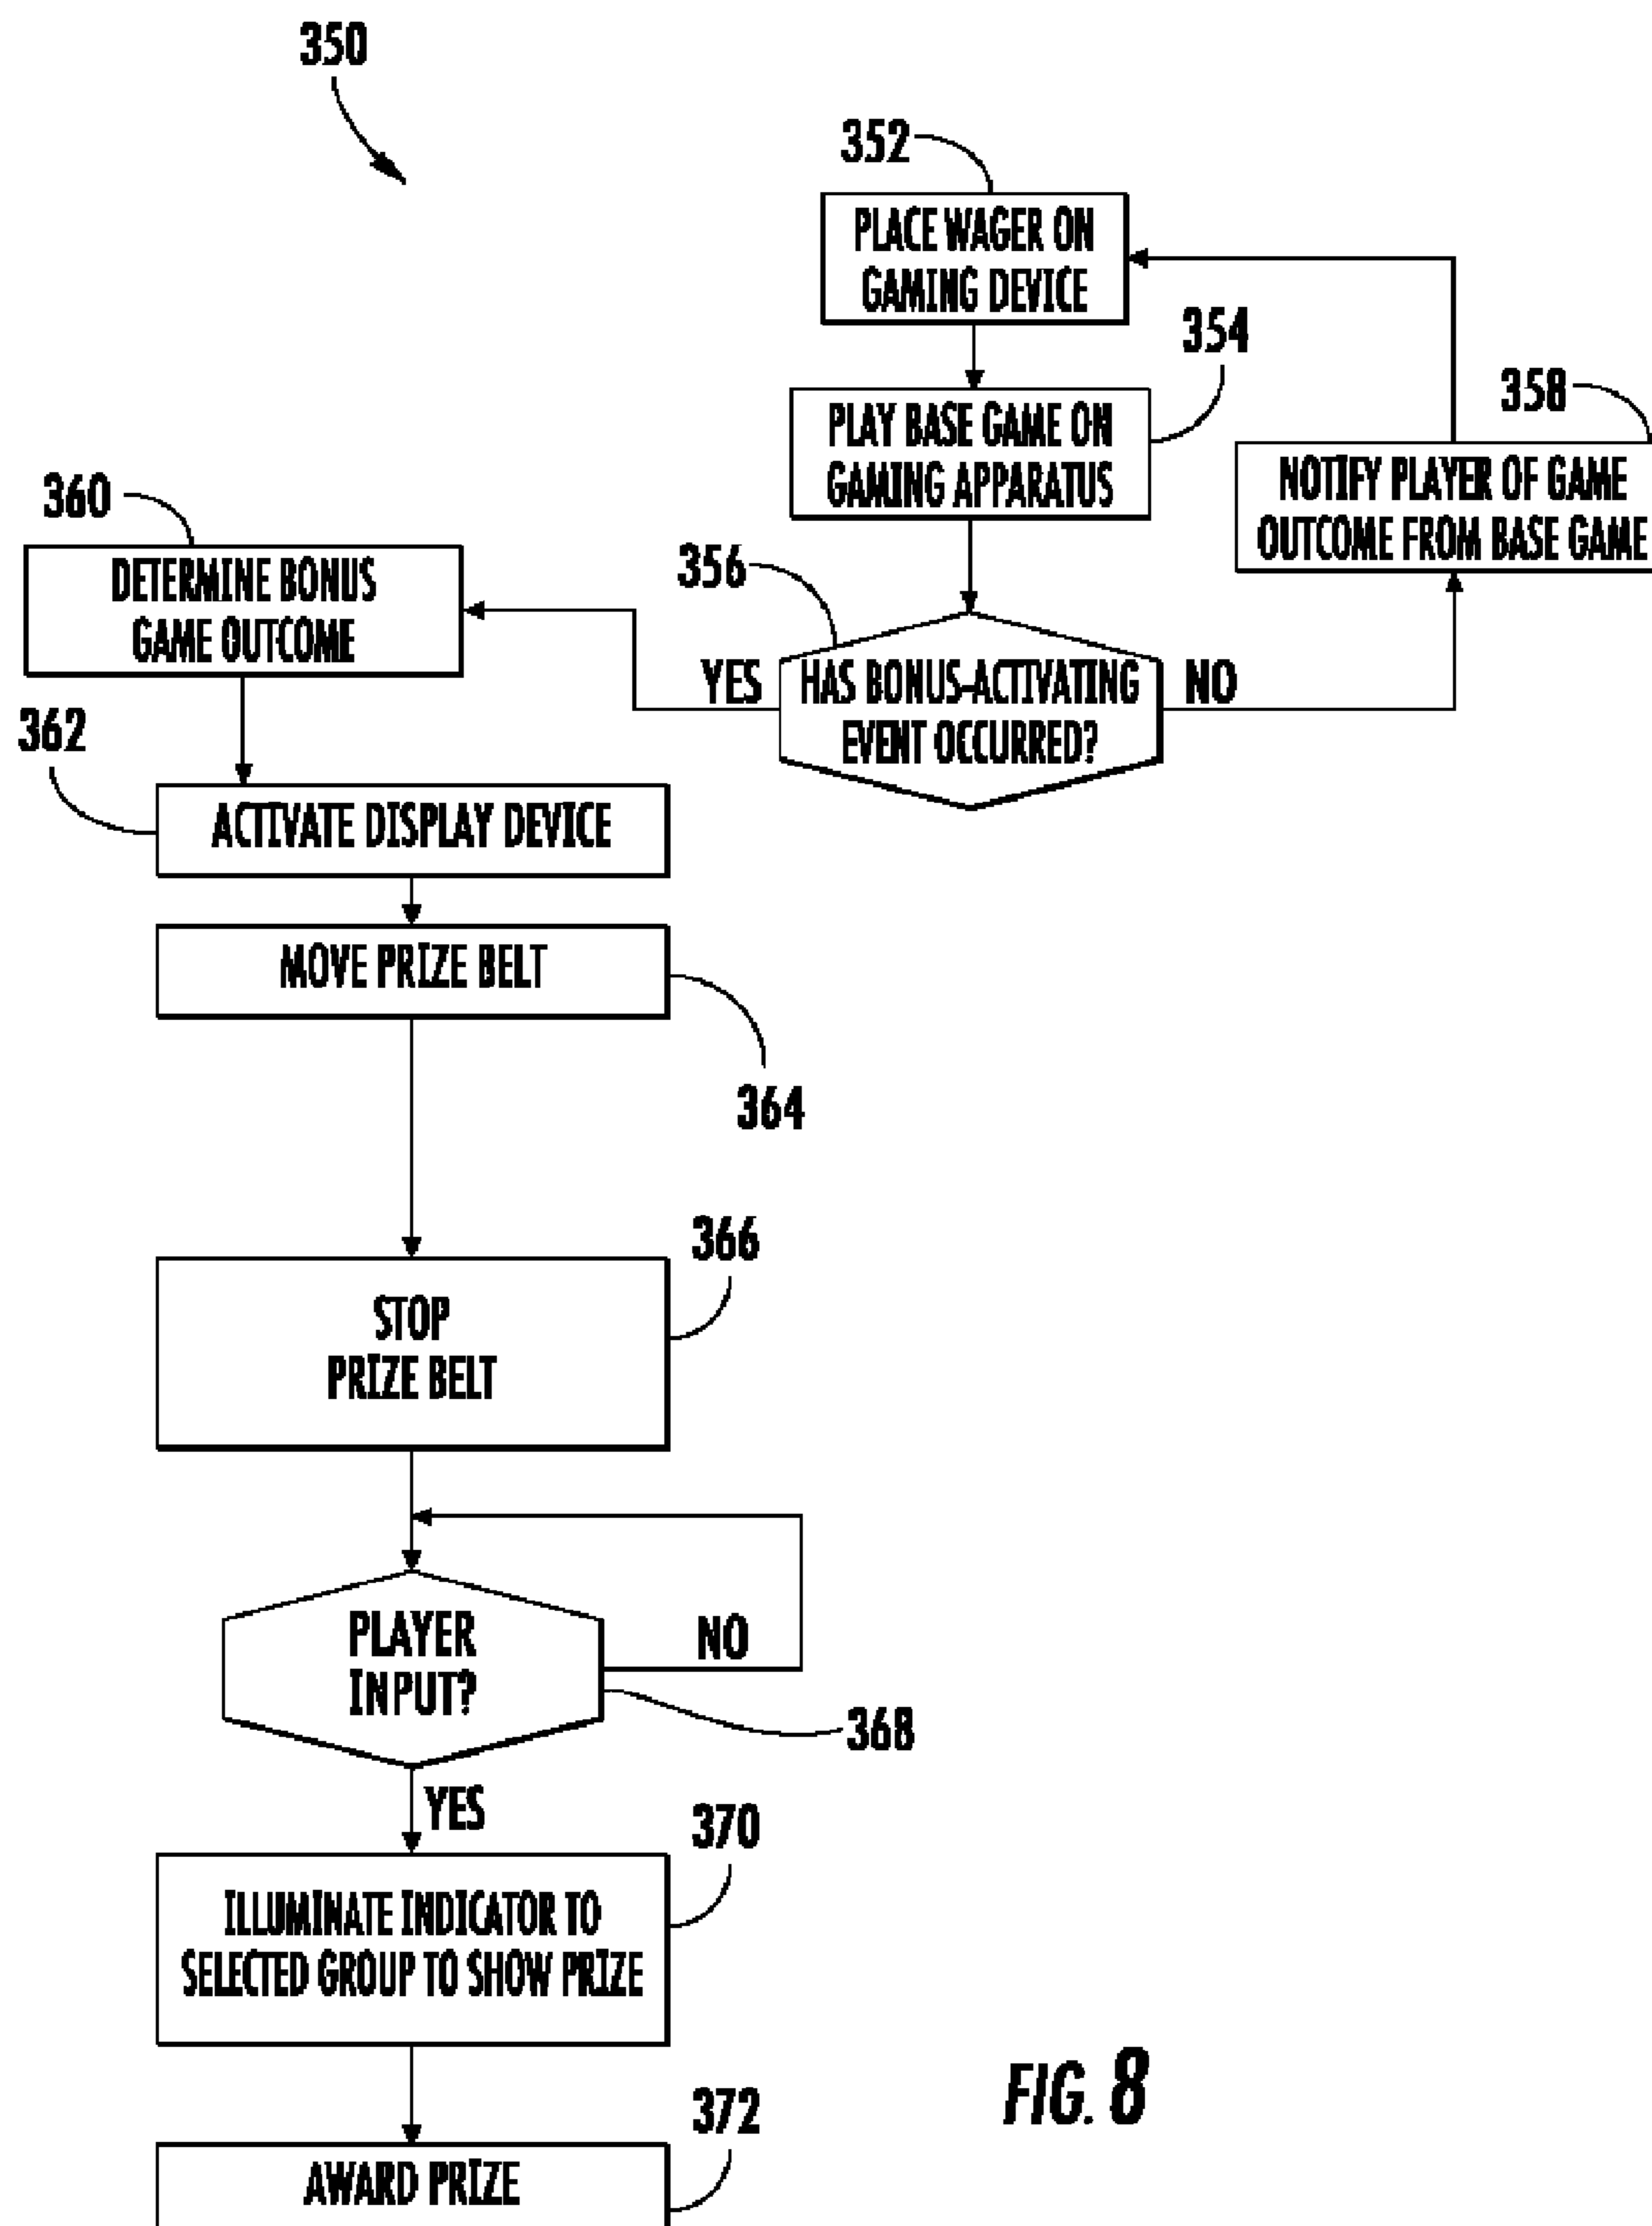 350
352
PLACE WAGER ON
GAMING DEVICE
354
PLAY BASE GAME ON
GAMING APPARATUS
358
NOTIFY PLAYER OF GAME
OUTCOME FROM BASE GAME
356
HAS BONUS-ACTIVATING
EVENT OCCURRED?
YES
NO
360
DETERMINE BONUS
GAME OUTCOME
362
ACTIVATE DISPLAY DEVICE
MOVE PRIZE BELT
364
366
STOP
PRIZE BELT
PLAYER
INPUT?
NO
368
YES
370
ILLUMINATE INDICATOR TO
SELECTED GROUP TO SHOW PRIZE
372
AWARD PRIZE
FIG. 8